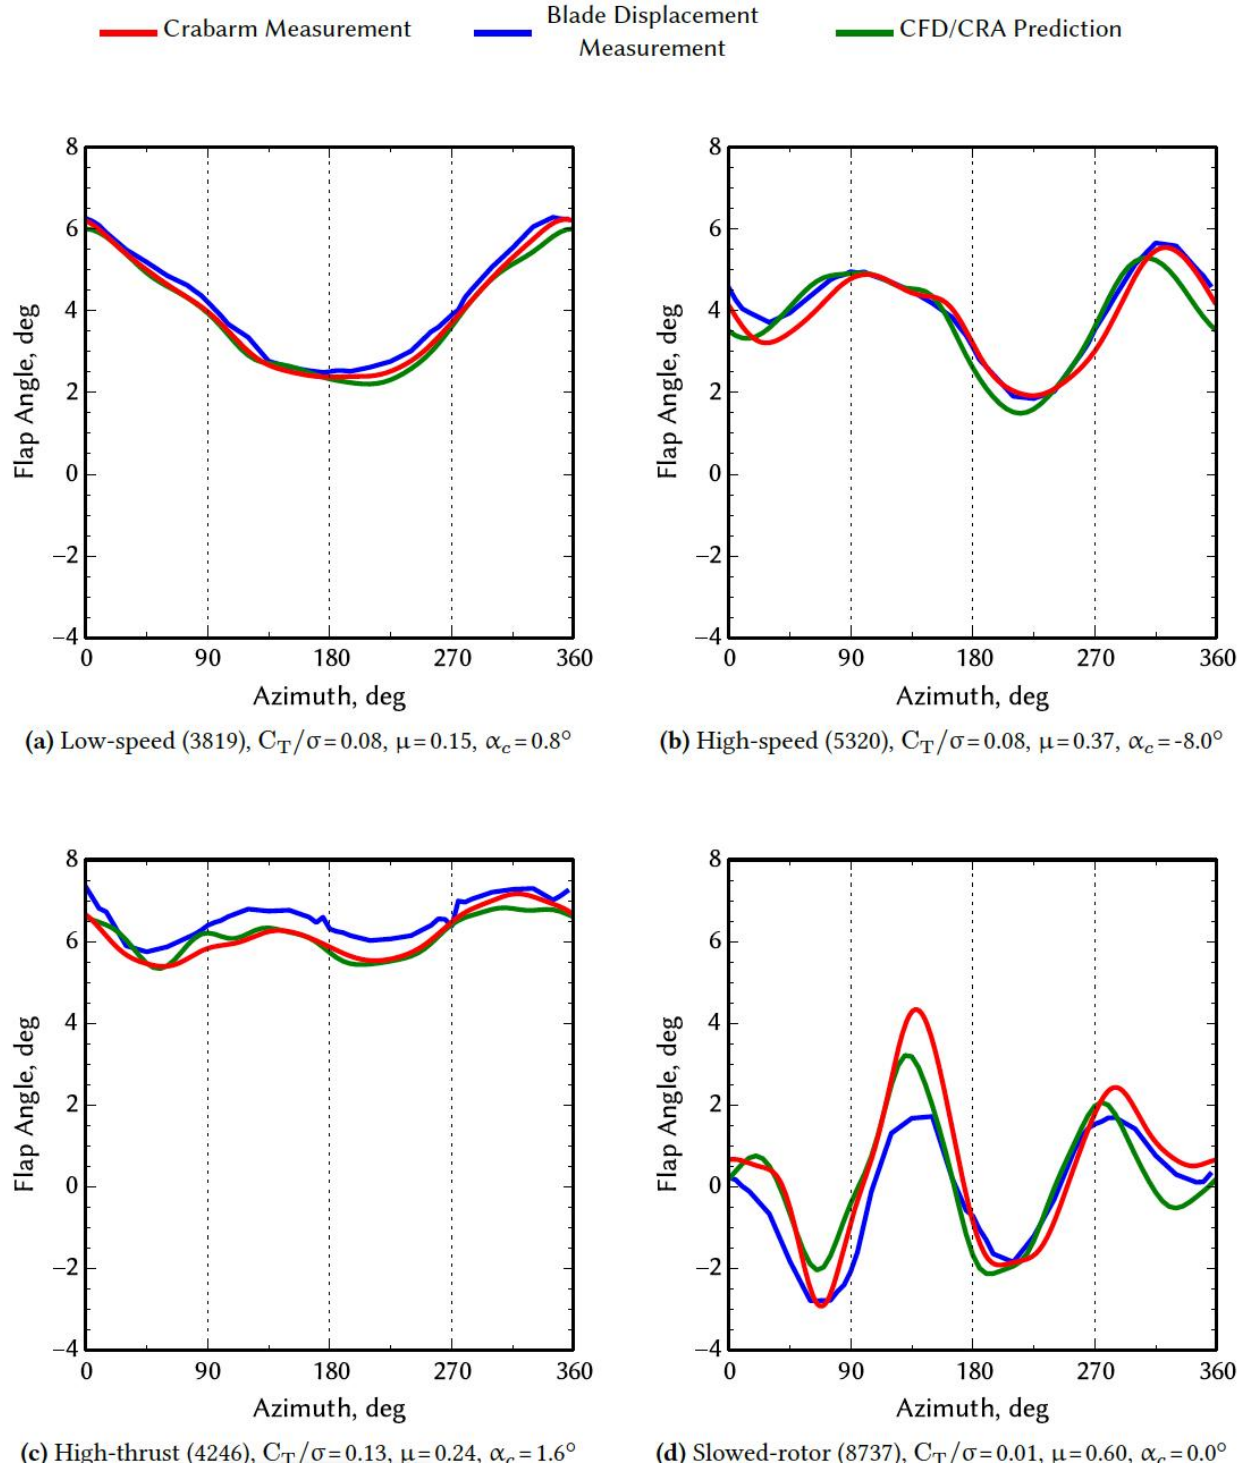 Crabarm Measurement
Blade Displacement
Measurement
CFD/CRA Prediction
8
6
4
2
0
−2
−4
Flap Angle, deg
0 90 180 270 360
Azimuth, deg
(a) Low-speed (3819), C_T/σ=0.08, μ=0.15, α_c=0.8°
8
6
4
2
0
−2
−4
Flap Angle, deg
0 90 180 270 360
Azimuth, deg
(b) High-speed (5320), C_T/σ=0.08, μ=0.37, α_c=-8.0°
8
6
4
2
0
−2
−4
Flap Angle, deg
0 90 180 270 360
Azimuth, deg
(c) High-thrust (4246), C_T/σ=0.13, μ=0.24, α_c=1.6°
8
6
4
2
0
−2
−4
Flap Angle, deg
0 90 180 270 360
Azimuth, deg
(d) Slowed-rotor (8737), C_T/σ=0.01, μ=0.60, α_c=0.0°